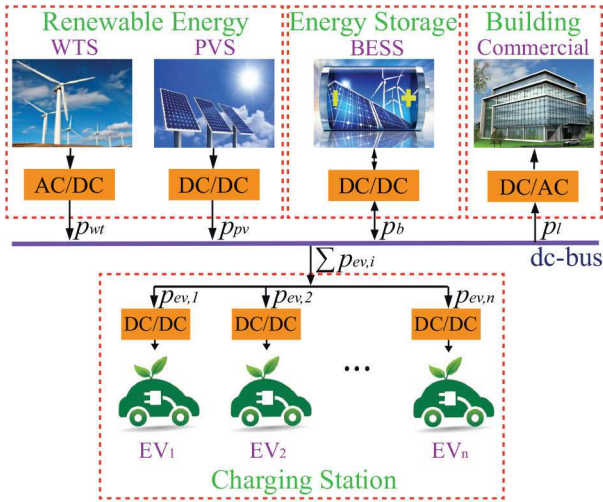 Renewable Energy
Energy Storage
Building
WTS
PVS
BESS
Commercial
AC/DC
DC/DC
DC/DC
DC/AC
pwt
ppv
pb
pl
dc-bus
∑ pev,i
pev,1
pev,2
pev,n
DC/DC
DC/DC
DC/DC
...
EV1
EV2
EVn
Charging Station